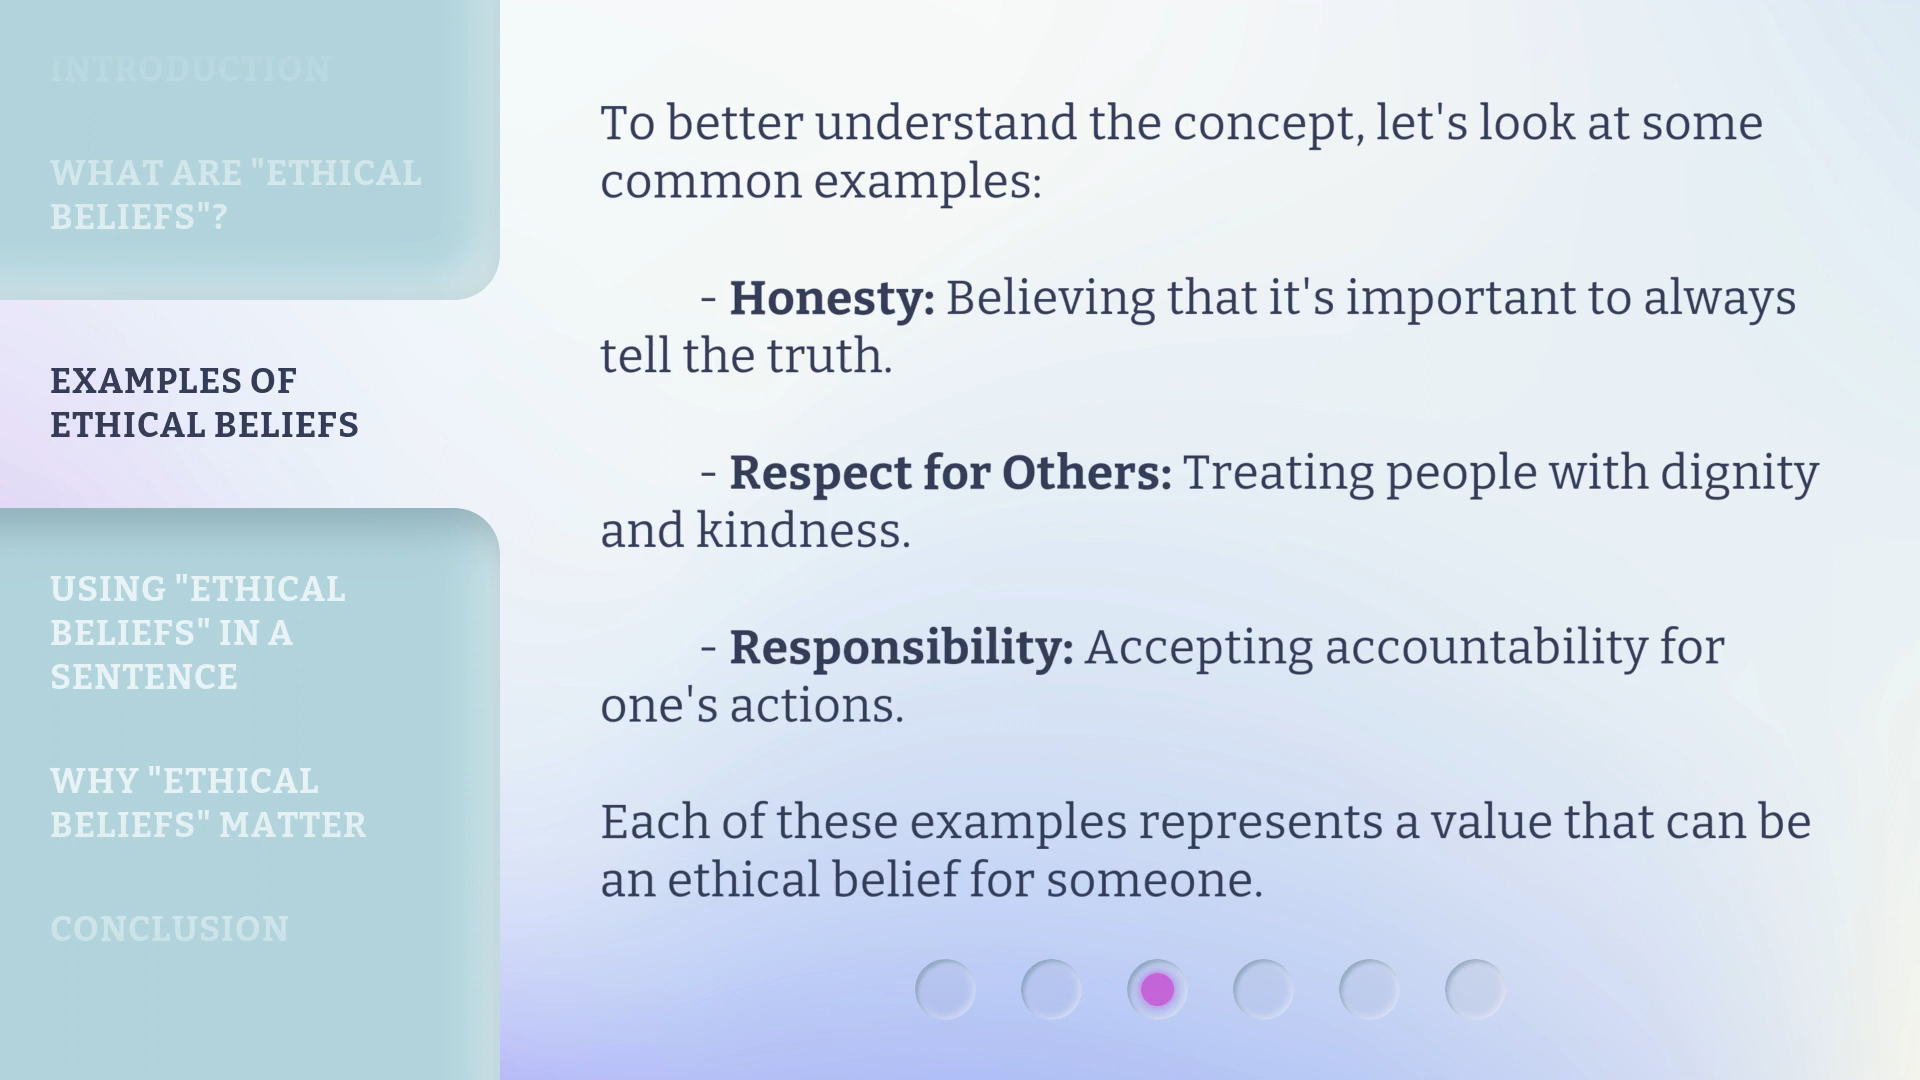 INTRODUCTION
WHAT ARE "ETHICAL
BELIEFS"?
EXAMPLES OF
ETHICAL BELIEFS
USING "ETHICAL
BELIEFS" IN A
SENTENCE
WHY "ETHICAL
BELIEFS" MATTER
CONCLUSION
To better understand the concept, let's look at some
common examples:
- Honesty: Believing that it's important to always
tell the truth.
- Respect for Others: Treating people with dignity
and kindness.
- Responsibility: Accepting accountability for
one's actions.
Each of these examples represents a value that can be
an ethical belief for someone.